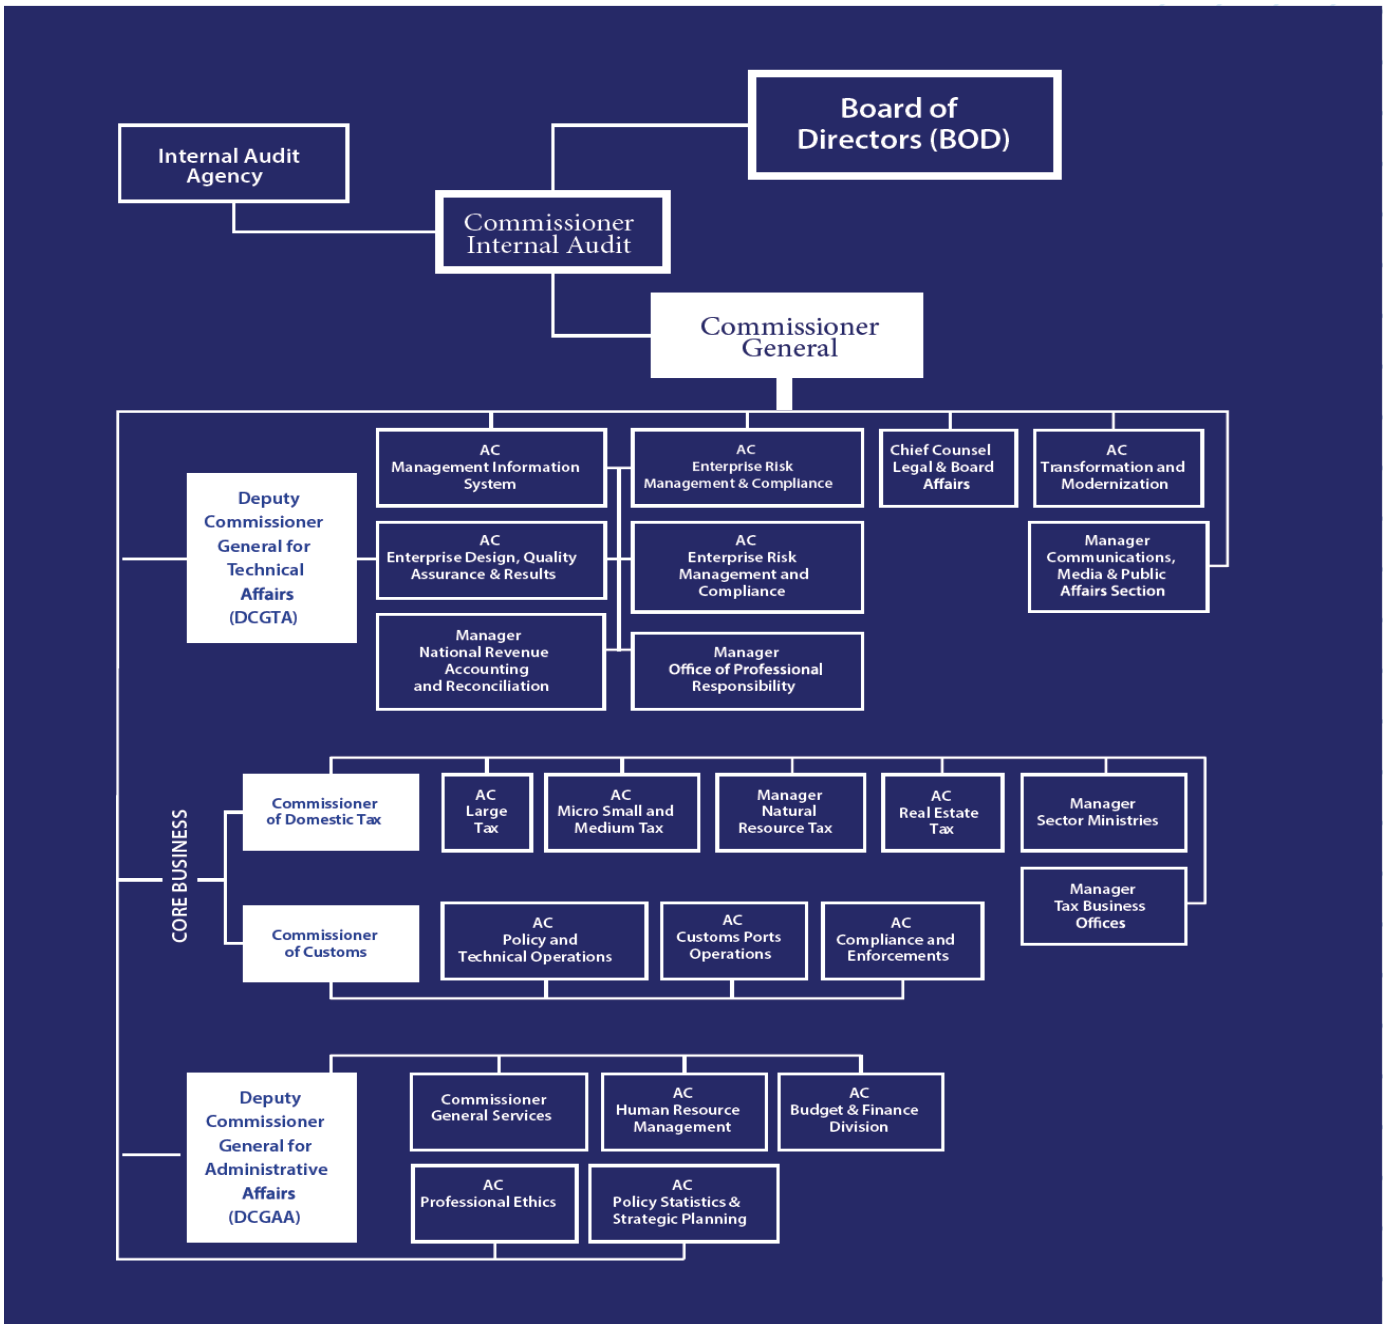 Board of
Directors (BOD)
Internal Audit
Agency
Commissioner
Internal Audit
Commissioner
General
AC
Management Information
System
AC
Enterprise Risk
Management & Compliance
Chief Counsel
Legal & Board
Affairs
AC
Transformation and
Modernization
Deputy
Commissioner
General for
Technical
Affairs
(DCGTA)
AC
Enterprise Design, Quality
Assurance & Results
AC
Enterprise Risk
Management and
Compliance
Manager
Communications,
Media & Public
Affairs Section
Manager
National Revenue
Accounting
and Reconciliation
Manager
Office of Professional
Responsibility
CORE BUSINESS
Commissioner
of Domestic Tax
AC
Large
Tax
AC
Micro Small and
Medium Tax
Manager
Natural
Resource Tax
AC
Real Estate
Tax
Manager
Sector Ministries
Manager
Tax Business
Offices
Commissioner
of Customs
AC
Policy and
Technical Operations
AC
Customs Ports
Operations
AC
Compliance and
Enforcements
Deputy
Commissioner
General for
Administrative
Affairs
(DCGAA)
Commissioner
General Services
AC
Human Resource
Management
AC
Budget & Finance
Division
AC
Professional Ethics
AC
Policy Statistics &
Strategic Planning